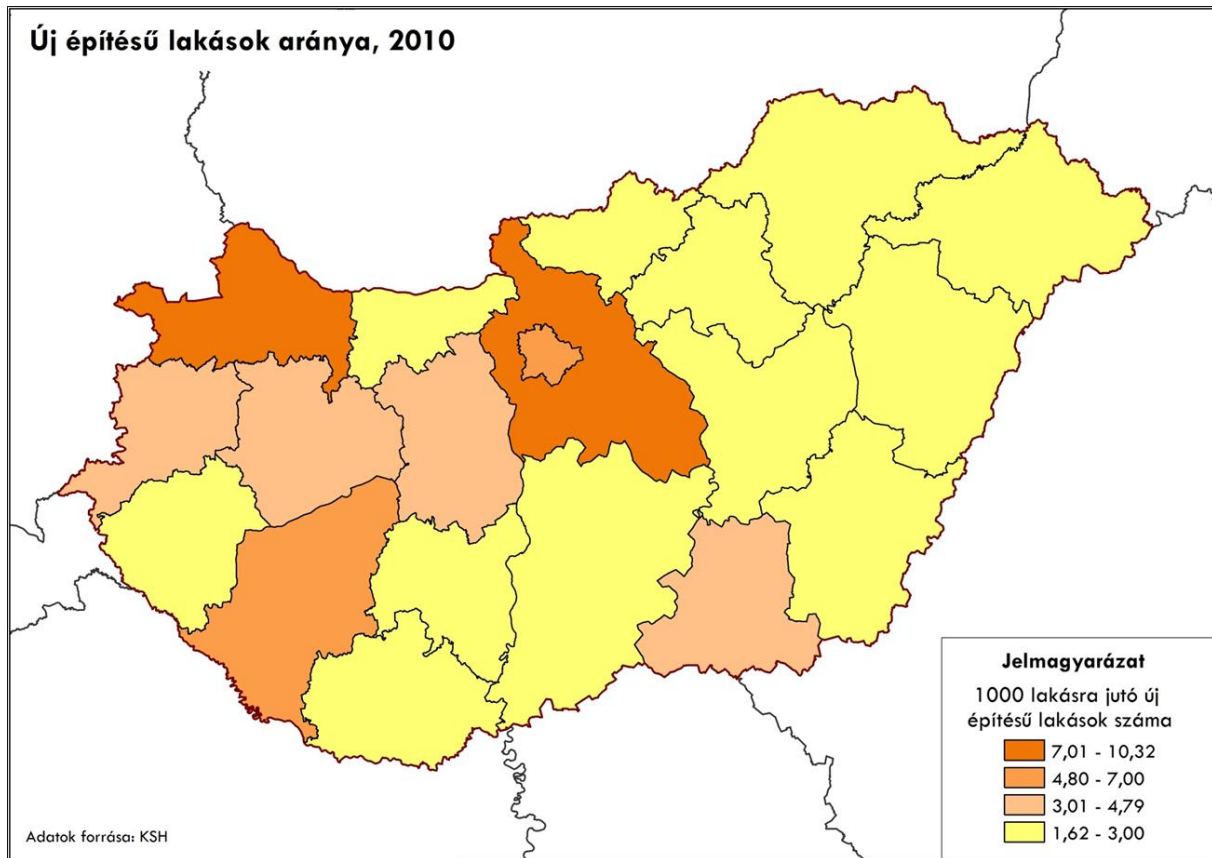 Új építésű lakások aránya, 2010
Jelmagyarázat
1000 lakásra jutó új
építésű lakások száma
7,01 - 10,32
4,80 - 7,00
3,01 - 4,79
1,62 - 3,00
Adatok forrása: KSH